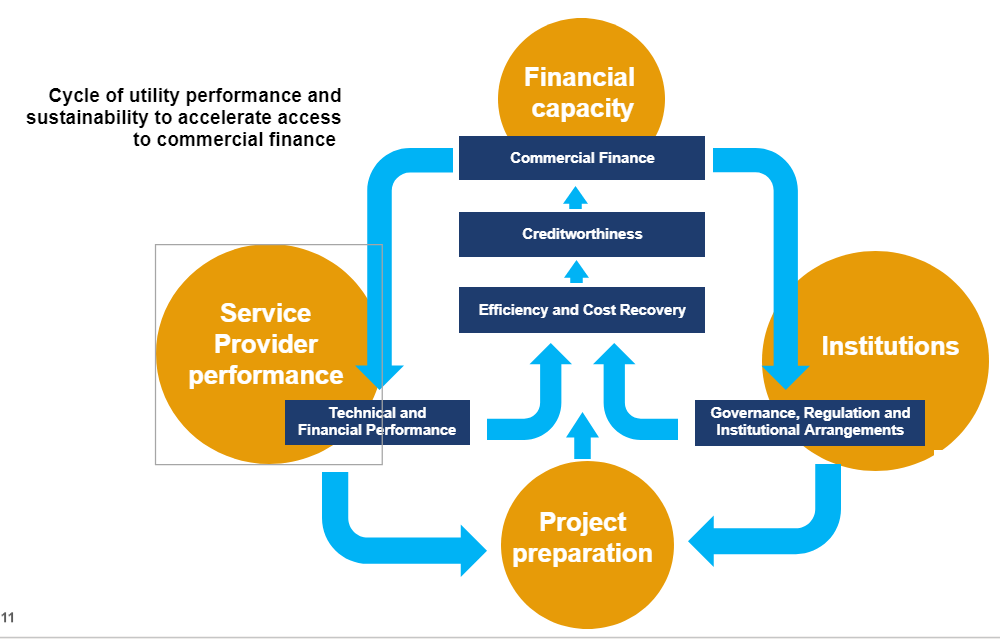 Cycle of utility performance and
sustainability to accelerate access
to commercial finance
Financial
capacity
Commercial Finance
Creditworthiness
Efficiency and Cost Recovery
Service
Provider
performance
Technical and
Financial Performance
Institutions
Governance, Regulation and
Institutional Arrangements
Project
preparation
11